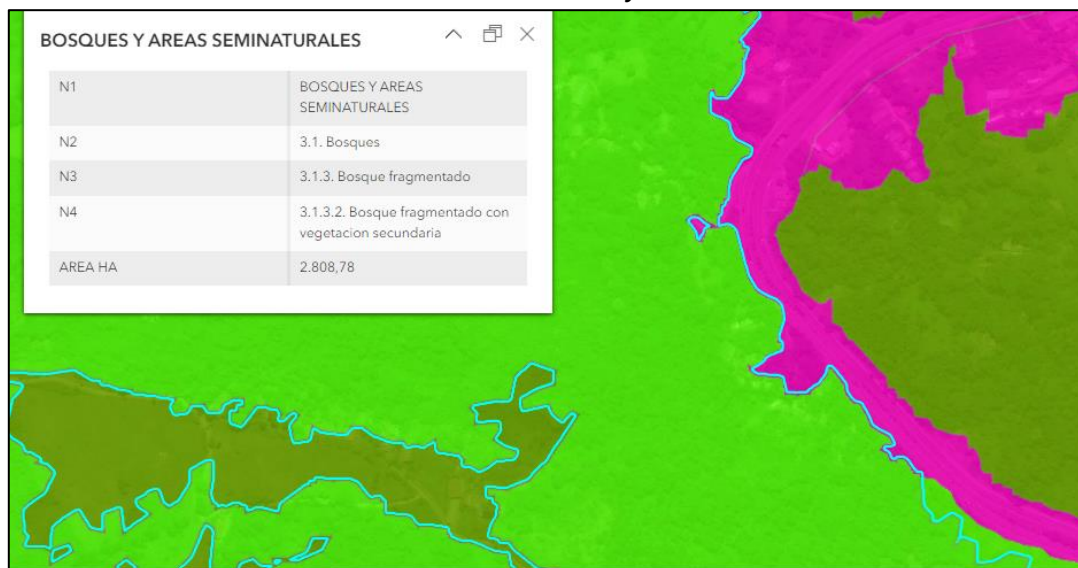 BOSQUES Y AREAS SEMINATURALES
N1 BOSQUES Y AREAS
SEMINATURALES
N2 3.1. Bosques
N3 3.1.3. Bosque fragmentado
N4 3.1.3.2. Bosque fragmentado con
vegetacion secundaria
AREA HA 2.808,78